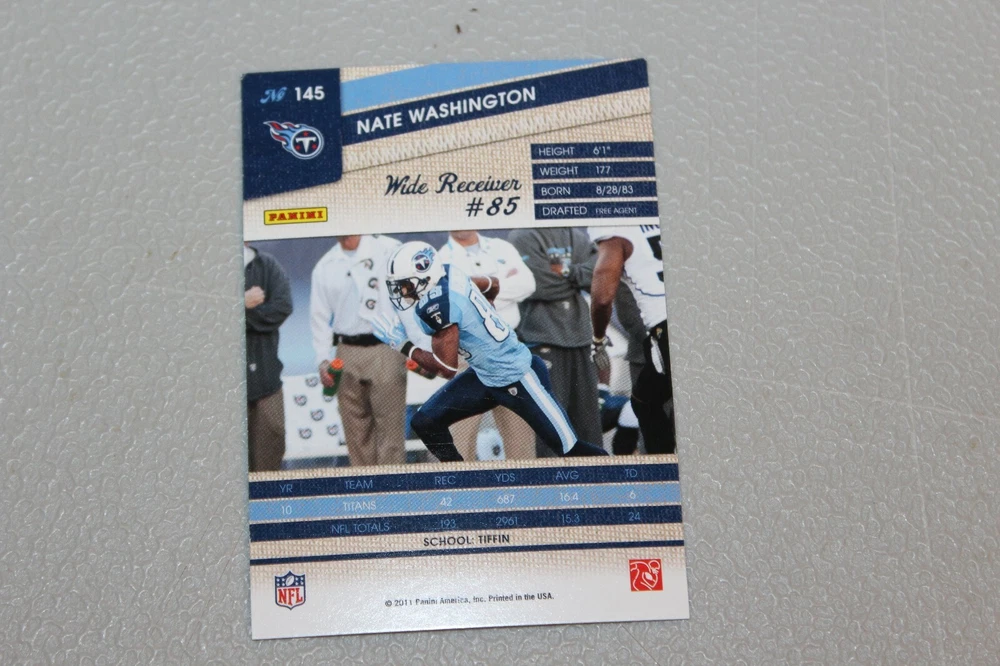 No 145
NATE WASHINGTON
HEIGHT 6'1"
WEIGHT 177
BORN 8/28/83
DRAFTED FREE AGENT
Wide Receiver
#85
PANINI
YR TEAM REC YDS AVG TD
10 TITANS 42 687 16.4 6
NFL TOTALS 193 2961 15.3 24
SCHOOL: TIFFIN
NFL
© 2011 Panini America, Inc. Printed in the USA.